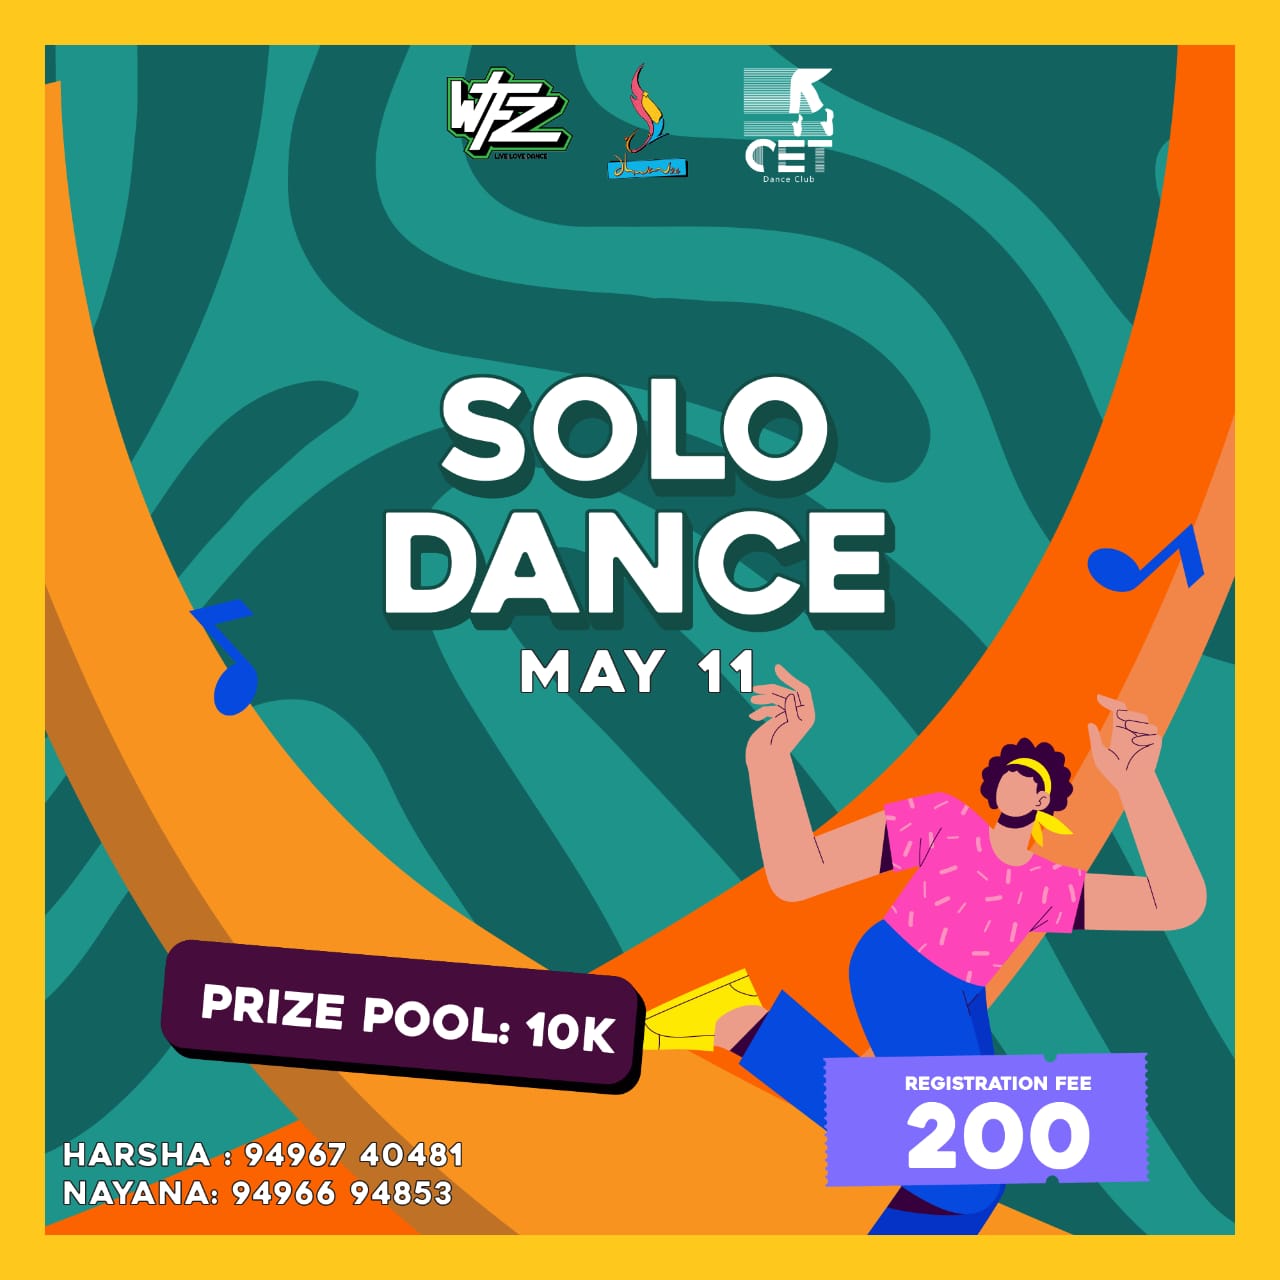 WFZ
LIVE LOVE DANCE
CET
Dance Club
SOLO
DANCE
MAY 11
PRIZE POOL: 10K
REGISTRATION FEE
200
HARSHA : 94967 40481
NAYANA: 94966 94853